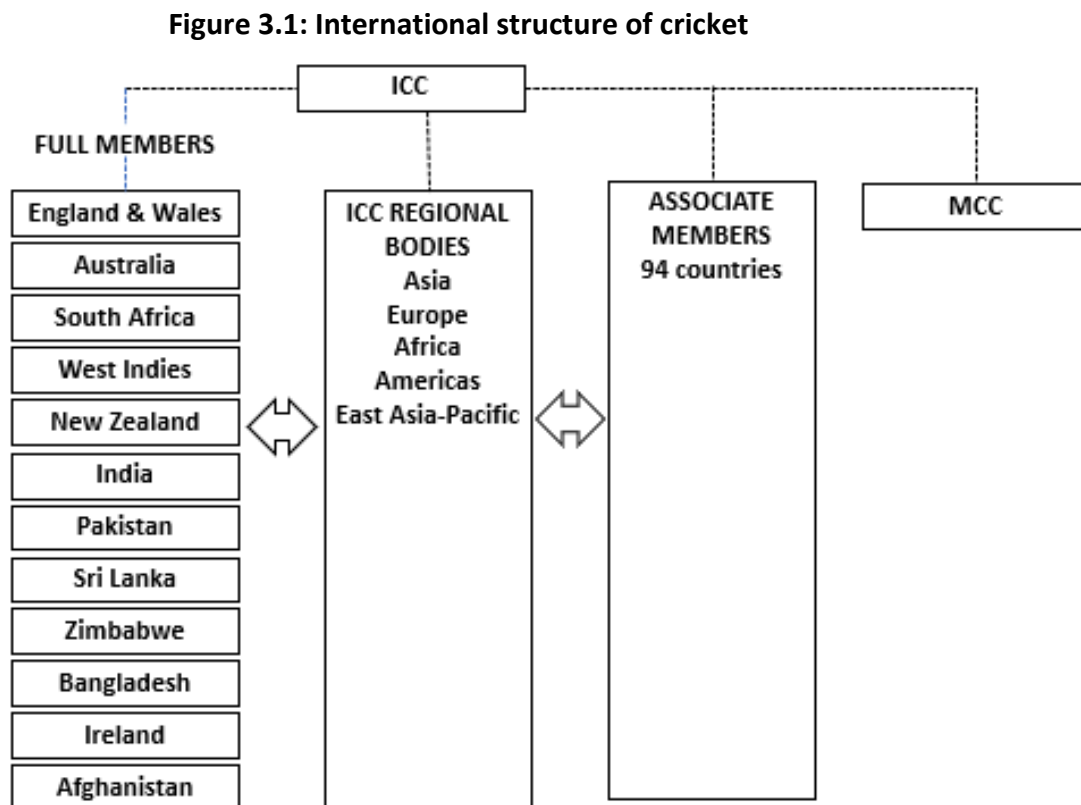 Figure 3.1: International structure of cricket
ICC
FULL MEMBERS
England & Wales
Australia
South Africa
West Indies
New Zealand
India
Pakistan
Sri Lanka
Zimbabwe
Bangladesh
Ireland
Afghanistan
ICC REGIONAL
BODIES
Asia
Europe
Africa
Americas
East Asia-Pacific
ASSOCIATE
MEMBERS
94 countries
MCC